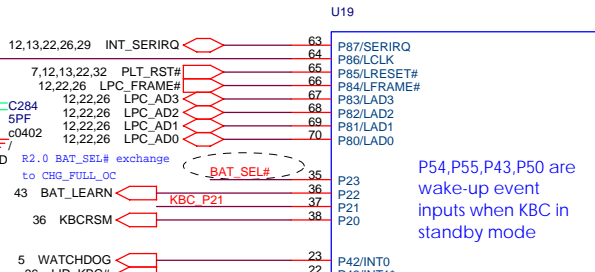 U19
12,13,22,26,29 INT_SERIRQ 63 P87/SERIRQ
64 P86/LCLK
7,12,13,22,32 PLT_RST# 65 P85/LRESET#
12,22,26 LPC_FRAME# 66 P84/LFRAME#
12,22,26 LPC_AD3 67 P83/LAD3
12,22,26 LPC_AD2 68 P82/LAD2
12,22,26 LPC_AD1 69 P81/LAD1
12,22,26 LPC_AD0 70 P80/LAD0
C284
5PF
c0402
R2.0 BAT_SEL# exchange
to CHG_FULL_OC
BAT_SEL# 35 P23
43 BAT_LEARN 36 P22
KBC_P21 37 P21
36 KBCRSM 38 P20
P54,P55,P43,P50 are
wake-up event
inputs when KBC in
standby mode
5 WATCHDOG 23 P42/INT0
22